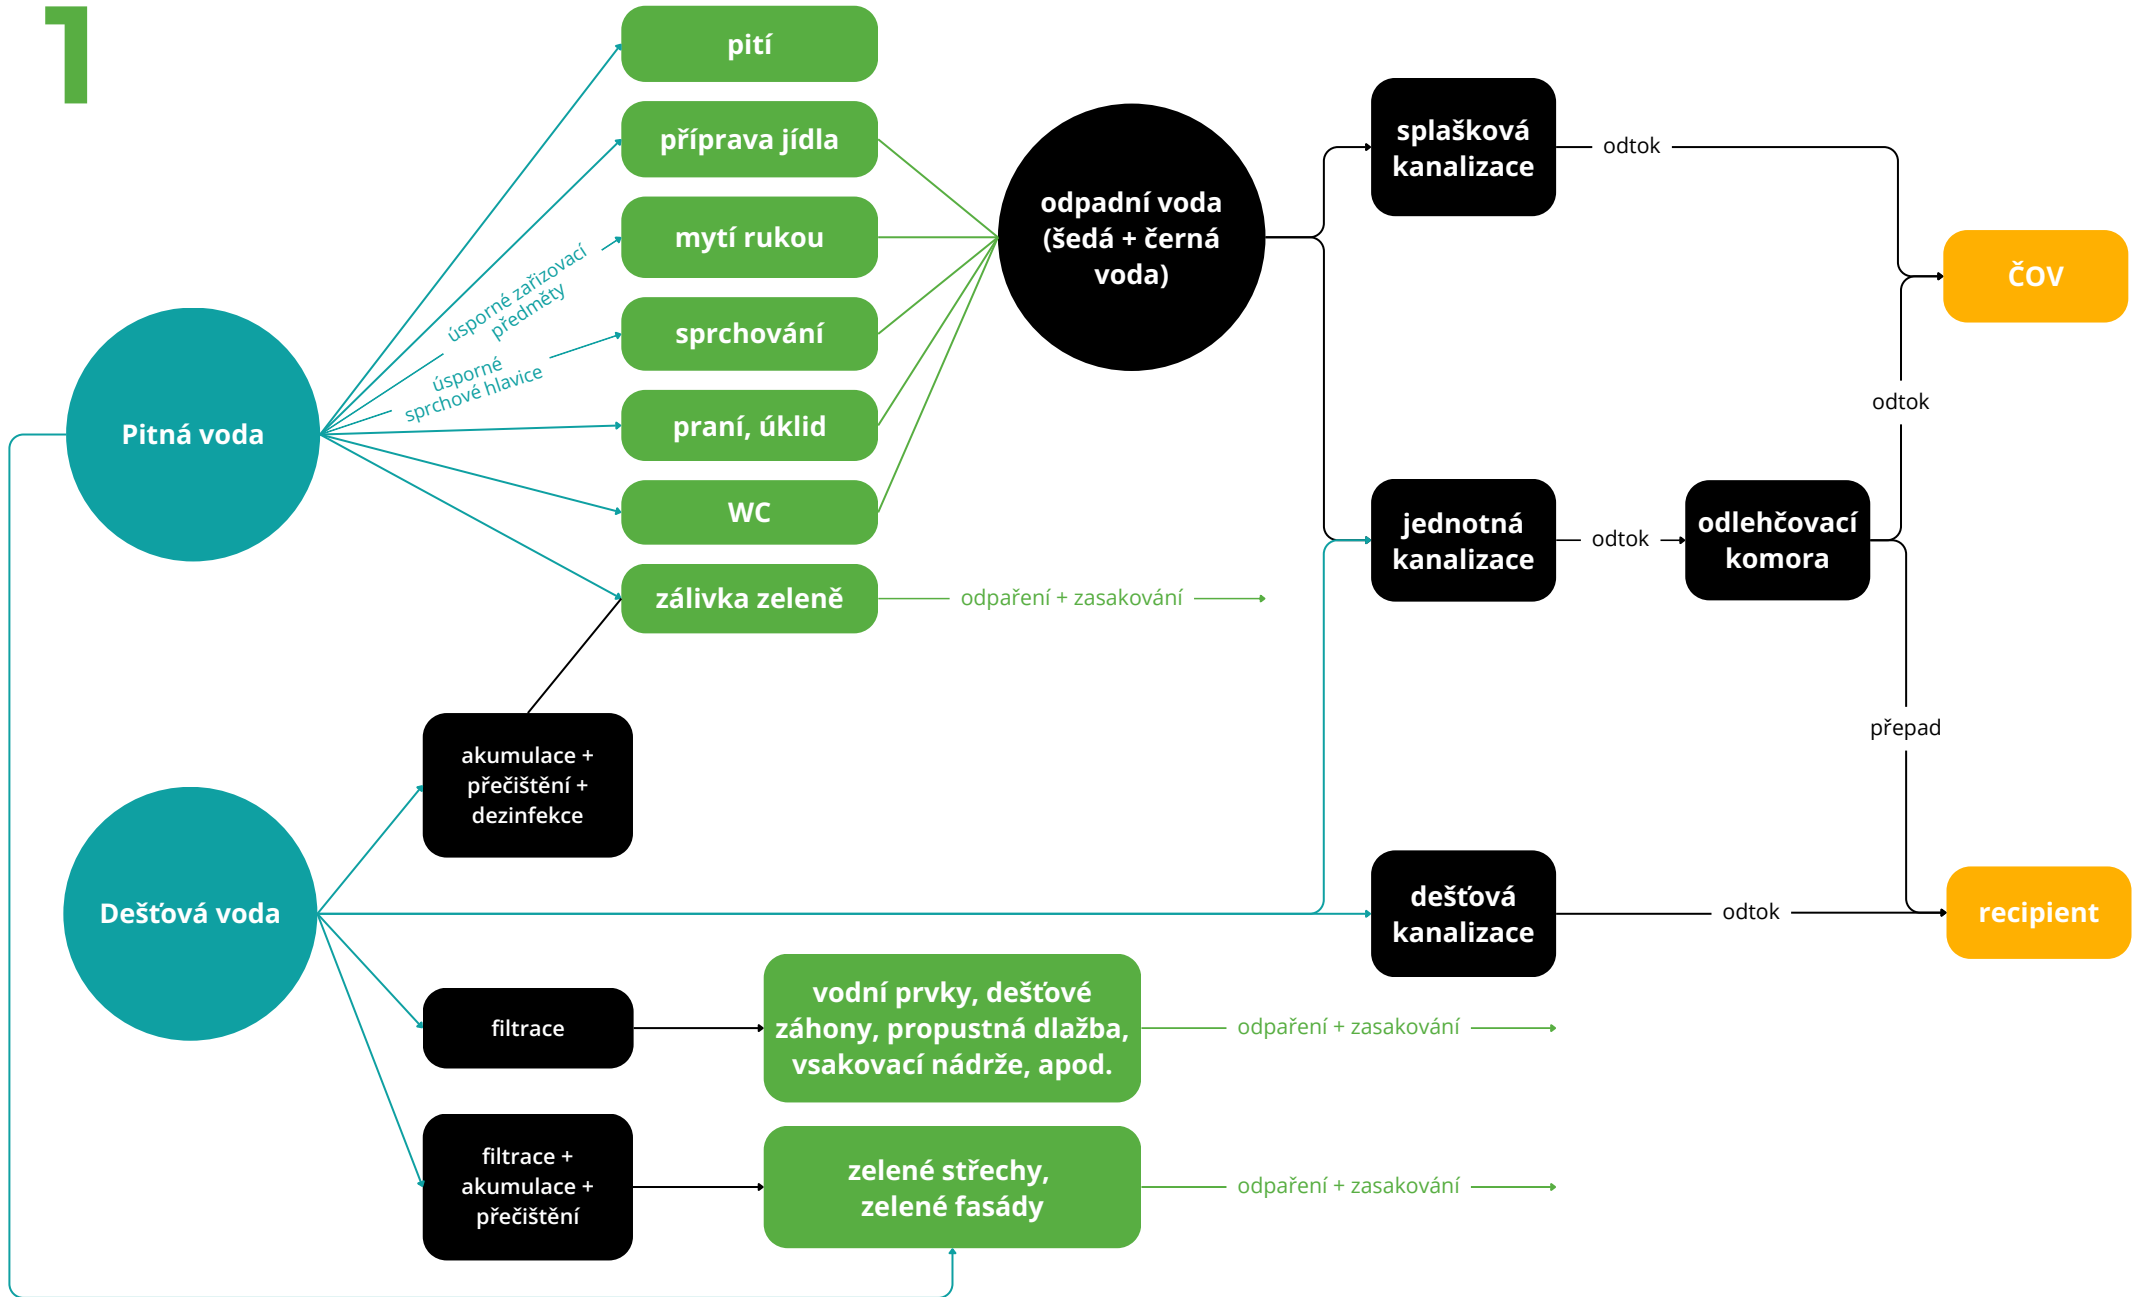 1
pití
příprava jídla
mytí rukou
sprchování
praní, úklid
WC
zálivka zeleně
úsporné zařizovací
předměty
úsporné
sprchové hlavice
Pitná voda
odpadní voda
(šedá + černá
voda)
splašková
kanalizace
odtok
ČOV
odtok
jednotná
kanalizace
odtok
odlehčovací
komora
odpaření + zasakování
přepad
akumulace +
přečištění +
dezinfekce
Dešťová voda
dešťová
kanalizace
odtok
recipient
filtrace
vodní prvky, dešťové
záhony, propustná dlažba,
vsakovací nádrže, apod.
odpaření + zasakování
filtrace +
akumulace +
přečištění
zelené střechy,
zelené fasády
odpaření + zasakování